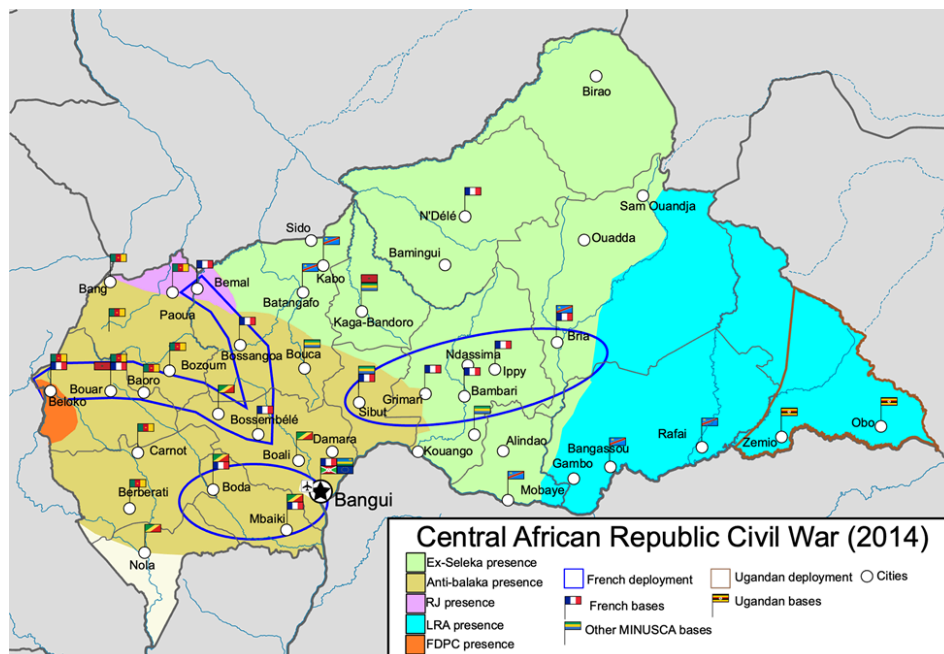 Birao
Sam Ouandja
N'Délé
Ouadda
Sido
Bamingui
Kabo
Bang
Bemal
Paoua
Batangafo
Kaga-Bandoro
Bossangoa
Bouca
Bria
Ndassima
Ippy
Bozoum
Baoro
Bouar
Beloko
Grimari
Bambari
Sibut
Bossembélé
Damara
Carnot
Boali
Kouango
Alindao
Bangassou
Rafai
Zemio
Obo
Gambo
Mobaye
Berberati
Boda
Bangui
Mbaiki
Nola
Central African Republic Civil War (2014)
Ex-Seleka presence
Anti-balaka presence
RJ presence
LRA presence
FDPC presence
French deployment
French bases
Other MINUSCA bases
Ugandan deployment
Ugandan bases
Cities